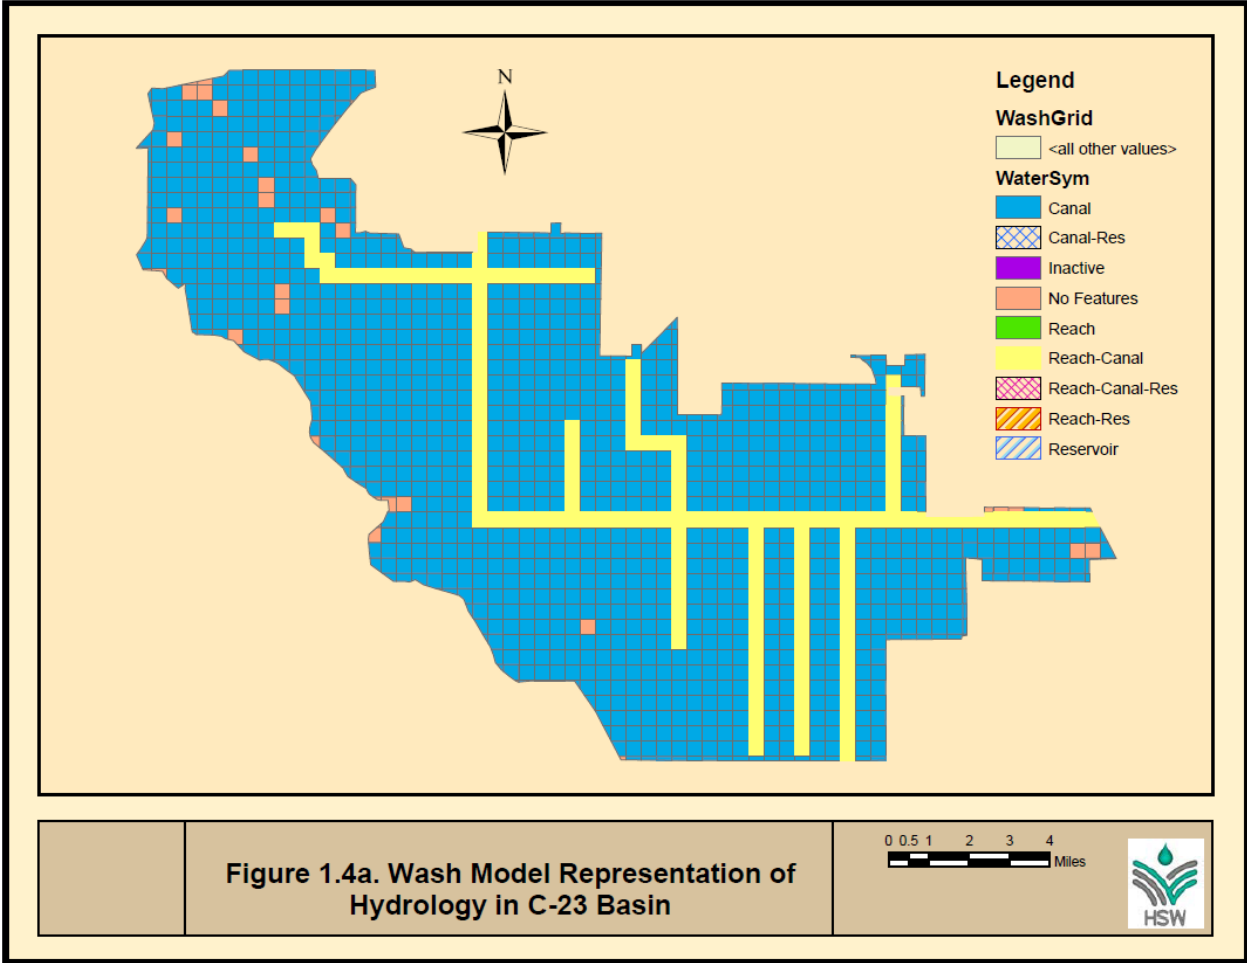 N
Legend
WashGrid
<all other values>
WaterSym
Canal
Canal-Res
Inactive
No Features
Reach
Reach-Canal
Reach-Canal-Res
Reach-Res
Reservoir
Figure 1.4a. Wash Model Representation of
Hydrology in C-23 Basin
0 0.5 1 2 3 4
Miles
HSW